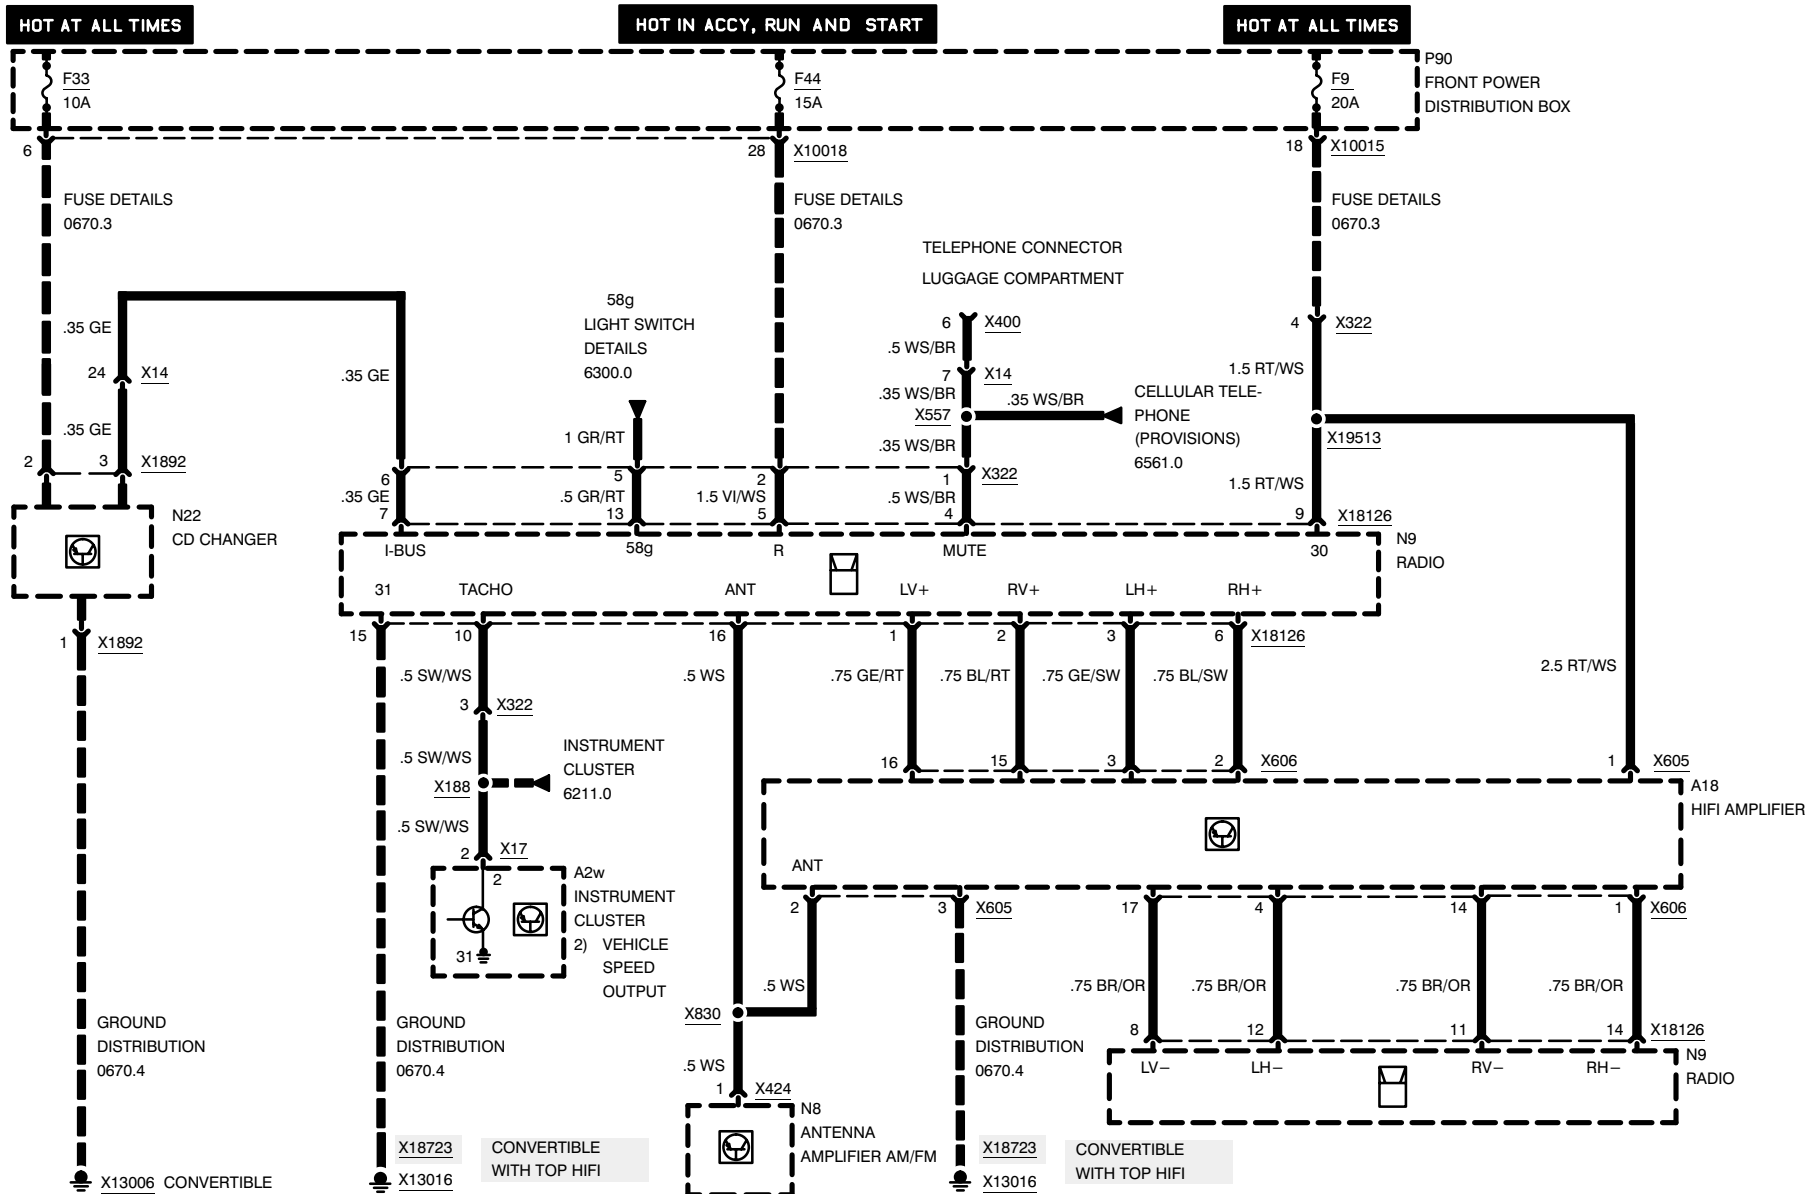 HOT AT ALL TIMES
HOT IN ACCY, RUN AND START
HOT AT ALL TIMES
F33
10A
F44
15A
F9
20A
P90
FRONT POWER
DISTRIBUTION BOX
6
28
X10018
18
X10015
FUSE DETAILS
0670.3
FUSE DETAILS
0670.3
FUSE DETAILS
0670.3
TELEPHONE CONNECTOR
LUGGAGE COMPARTMENT
58g
LIGHT SWITCH
DETAILS
6300.0
.35 GE
24
X14
.35 GE
.35 GE
2
3
X1892
6
X400
.5 WS/BR
7
X14
.35 WS/BR
.35 WS/BR
X557
.35 WS/BR
CELLULAR TELE-
PHONE
(PROVISIONS)
6561.0
4
X322
1.5 RT/WS
X19513
1.5 RT/WS
1 GR/RT
6
5
2
1
X322
.35 GE
.5 GR/RT
1.5 VI/WS
.5 WS/BR
7
13
5
4
9
X18126
N22
CD CHANGER
I-BUS
58g
R
MUTE
30
N9
RADIO
31
TACHO
ANT
LV+
RV+
LH+
RH+
1
X1892
15
10
16
1
2
3
6
X18126
.5 SW/WS
.5 WS
.75 GE/RT
.75 BL/RT
.75 GE/SW
.75 BL/SW
2.5 RT/WS
3
X322
.5 SW/WS
INSTRUMENT
CLUSTER
6211.0
X188
.5 SW/WS
2
X17
16
15
3
2
X606
1
X605
A18
HIFI AMPLIFIER
ANT
2
31
A2w
INSTRUMENT
CLUSTER
2) VEHICLE
SPEED
OUTPUT
2
3
X605
17
4
14
1
X606
.5 WS
X830
.5 WS
.75 BR/OR
.75 BR/OR
.75 BR/OR
.75 BR/OR
GROUND
DISTRIBUTION
0670.4
GROUND
DISTRIBUTION
0670.4
GROUND
DISTRIBUTION
0670.4
8
12
11
14
X18126
LV−
LH−
RV−
RH−
N9
RADIO
1
X424
N8
ANTENNA
AMPLIFIER AM/FM
X13006 CONVERTIBLE
X18723
CONVERTIBLE
WITH TOP HIFI
X13016
X18723
CONVERTIBLE
WITH TOP HIFI
X13016